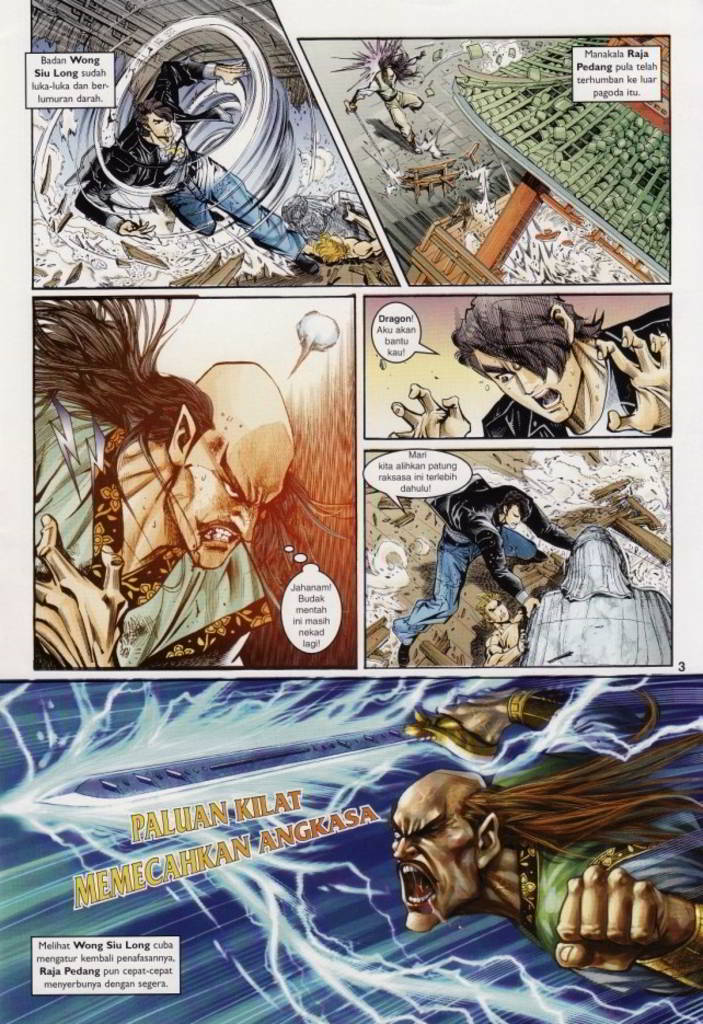 Badan Wong
Siu Long sudah
luka-luka dan ber-
lumuran darah.
Manakala Raja
Pedang pula telah
terhumban ke luar
pagoda itu.
Jahanam!
Budak
mentah
ini masih
nekad
lagi!
Dragon!
Aku akan
bantu
kau!
Mari
kita alihkan patung
raksasa ini terlebih
dahulu!
3
PALUAN KILAT
MEMECAHKAN ANGKASA
Melihat Wong Siu Long cuba
mengatur kembali penafasannya,
Raja Pedang pun cepat-cepat
menyerbunya dengan segera.